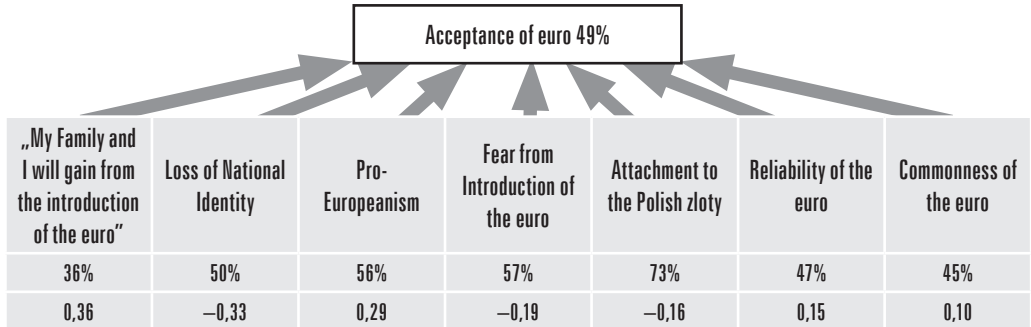 Acceptance of euro 49%
„My Family and
I will gain from
the introduction
of the euro”
Loss of National
Identity
Pro-
Europeanism
Fear from
Introduction of
the euro
Attachment to
the Polish zloty
Reliability of the
euro
Commonness of
the euro
36% 50% 56% 57% 73% 47% 45%
0,36 –0,33 0,29 –0,19 –0,16 0,15 0,10